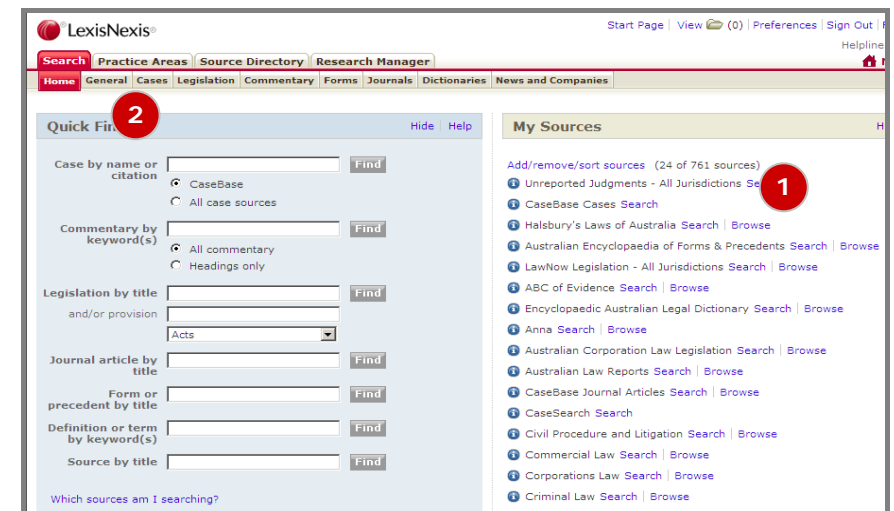 LexisNexis®
Start Page | View (0) | Preferences | Sign Out |
Helpline
Search Practice Areas Source Directory Research Manager
Home General Cases Legislation Commentary Forms Journals Dictionaries News and Companies
2
Quick Hide | Help
Case by name or citation Find
CaseBase
All case sources
Commentary by keyword(s) Find
All commentary
Headings only
Legislation by title Find
and/or provision
Acts
Journal article by title Find
Form or precedent by title Find
Definition or term by keyword(s) Find
Source by title Find
Which sources am I searching?
My Sources
Add/remove/sort sources (24 of 761 sources)
1
Unreported Judgments - All Jurisdictions
CaseBase Cases Search
Halsbury's Laws of Australia Search | Browse
Australian Encyclopaedia of Forms & Precedents Search | Browse
LawNow Legislation - All Jurisdictions Search | Browse
ABC of Evidence Search | Browse
Encyclopaedic Australian Legal Dictionary Search | Browse
Anna Search | Browse
Australian Corporation Law Legislation Search | Browse
Australian Law Reports Search | Browse
CaseBase Journal Articles Search | Browse
CaseSearch Search
Civil Procedure and Litigation Search | Browse
Commercial Law Search | Browse
Corporations Law Search | Browse
Criminal Law Search | Browse